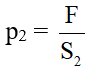 p₂ = F/S₂